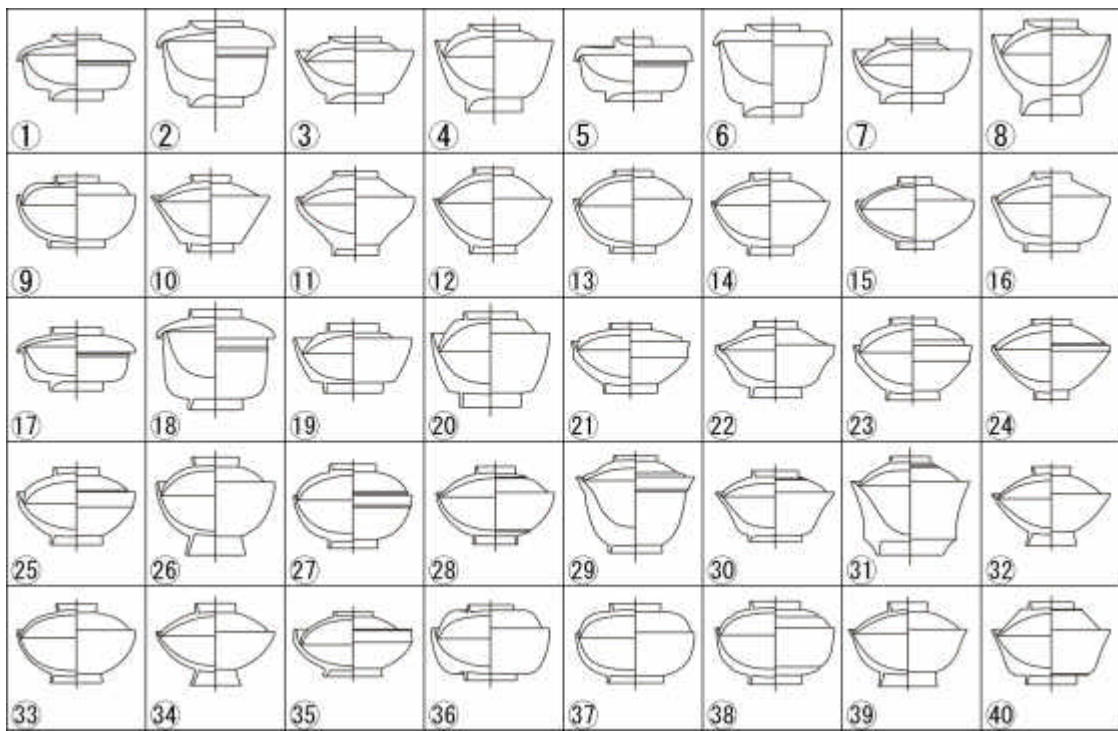 ① ② ③ ④ ⑤ ⑥ ⑦ ⑧
⑨ ⑩ ⑪ ⑫ ⑬ ⑭ ⑮ ⑯
⑰ ⑱ ⑲ ⑳ ㉑ ㉒ ㉓ ㉔
㉕ ㉖ ㉗ ㉘ ㉙ ㉚ ㉛ ㉜
㉝ ㉞ ㉟ ㊱ ㊲ ㊳ ㊴ ㊵